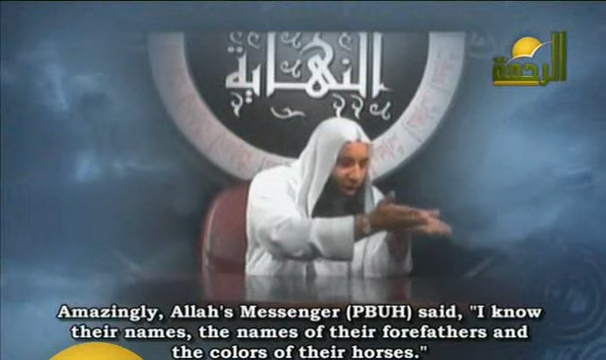 النهاية
الرحمة
Amazingly, Allah's Messenger (PBUH) said, "I know
their names, the names of their forefathers and
the colors of their horses."